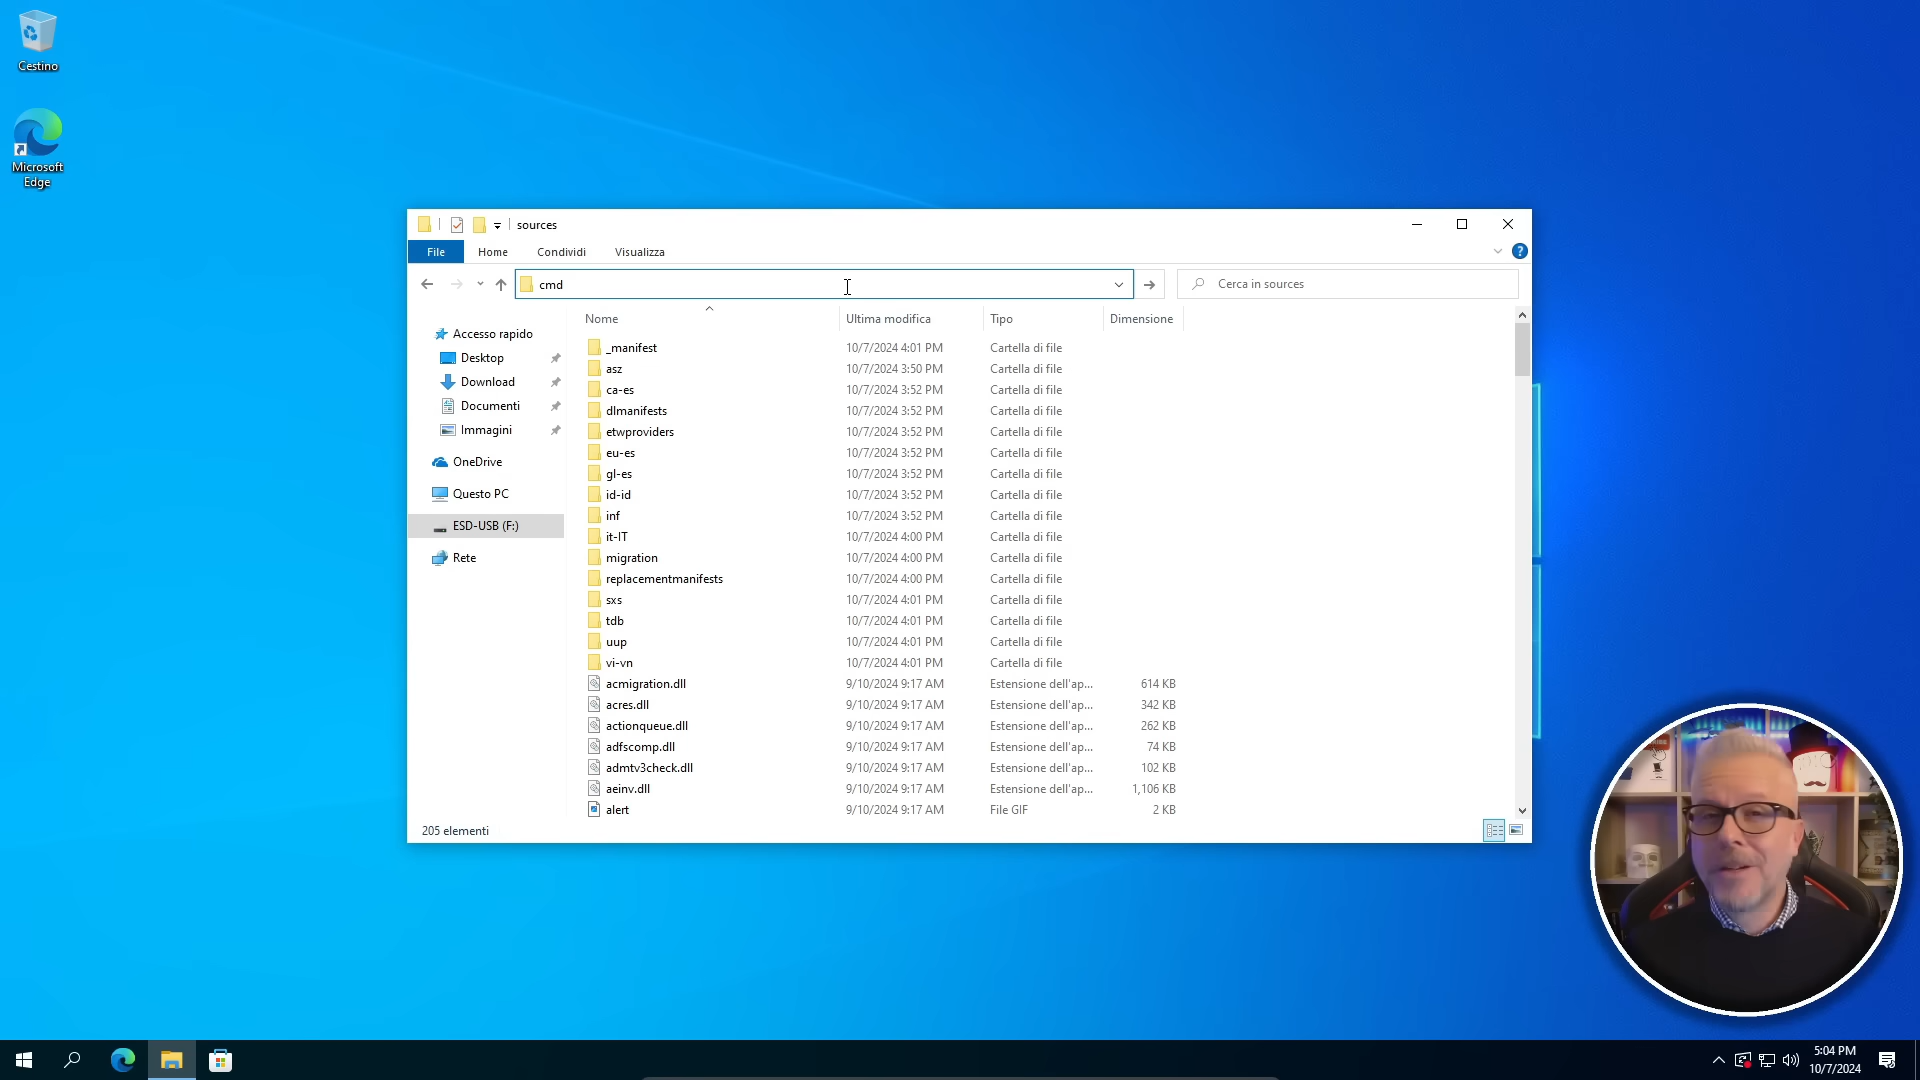 Cestino
Microsoft
Edge
sources
File Home Condividi Visualizza
cmd
Cerca in sources
Nome Ultima modifica Tipo Dimensione
Accesso rapido
Desktop
Download
Documenti
Immagini
OneDrive
Questo PC
ESD-USB (F:)
Rete
_manifest 10/7/2024 4:01 PM Cartella di file
asz 10/7/2024 3:50 PM Cartella di file
ca-es 10/7/2024 3:52 PM Cartella di file
dlmanifests 10/7/2024 3:52 PM Cartella di file
etwproviders 10/7/2024 3:52 PM Cartella di file
eu-es 10/7/2024 3:52 PM Cartella di file
gl-es 10/7/2024 3:52 PM Cartella di file
id-id 10/7/2024 3:52 PM Cartella di file
inf 10/7/2024 3:52 PM Cartella di file
it-IT 10/7/2024 4:00 PM Cartella di file
migration 10/7/2024 4:00 PM Cartella di file
replacementmanifests 10/7/2024 4:00 PM Cartella di file
sxs 10/7/2024 4:01 PM Cartella di file
tdb 10/7/2024 4:01 PM Cartella di file
uup 10/7/2024 4:01 PM Cartella di file
vi-vn 10/7/2024 4:01 PM Cartella di file
acmigration.dll 9/10/2024 9:17 AM Estensione dell'ap... 614 KB
acres.dll 9/10/2024 9:17 AM Estensione dell'ap... 342 KB
actionqueue.dll 9/10/2024 9:17 AM Estensione dell'ap... 262 KB
adfscomp.dll 9/10/2024 9:17 AM Estensione dell'ap... 74 KB
admtv3check.dll 9/10/2024 9:17 AM Estensione dell'ap... 102 KB
aeinv.dll 9/10/2024 9:17 AM Estensione dell'ap... 1,106 KB
alert 9/10/2024 9:17 AM File GIF 2 KB
205 elementi
5:04 PM
10/7/2024